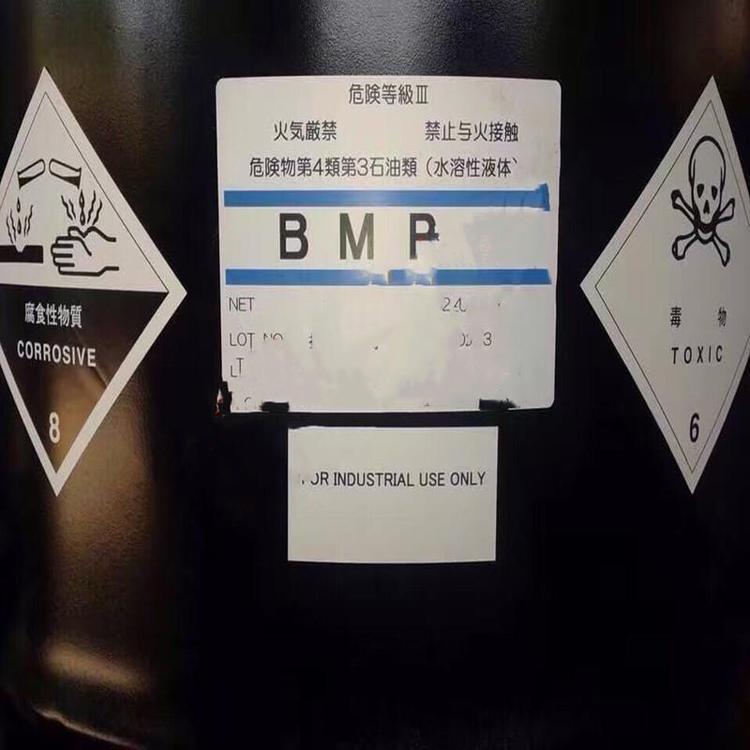 危険等級Ⅲ
火気厳禁 禁止与火接触
危険物第4類第3石油類（水溶性液体
BMP
NET
LOT
腐食性物質
CORROSIVE
8
毒 物
TOXIC
6
INDUSTRIAL USE ONLY